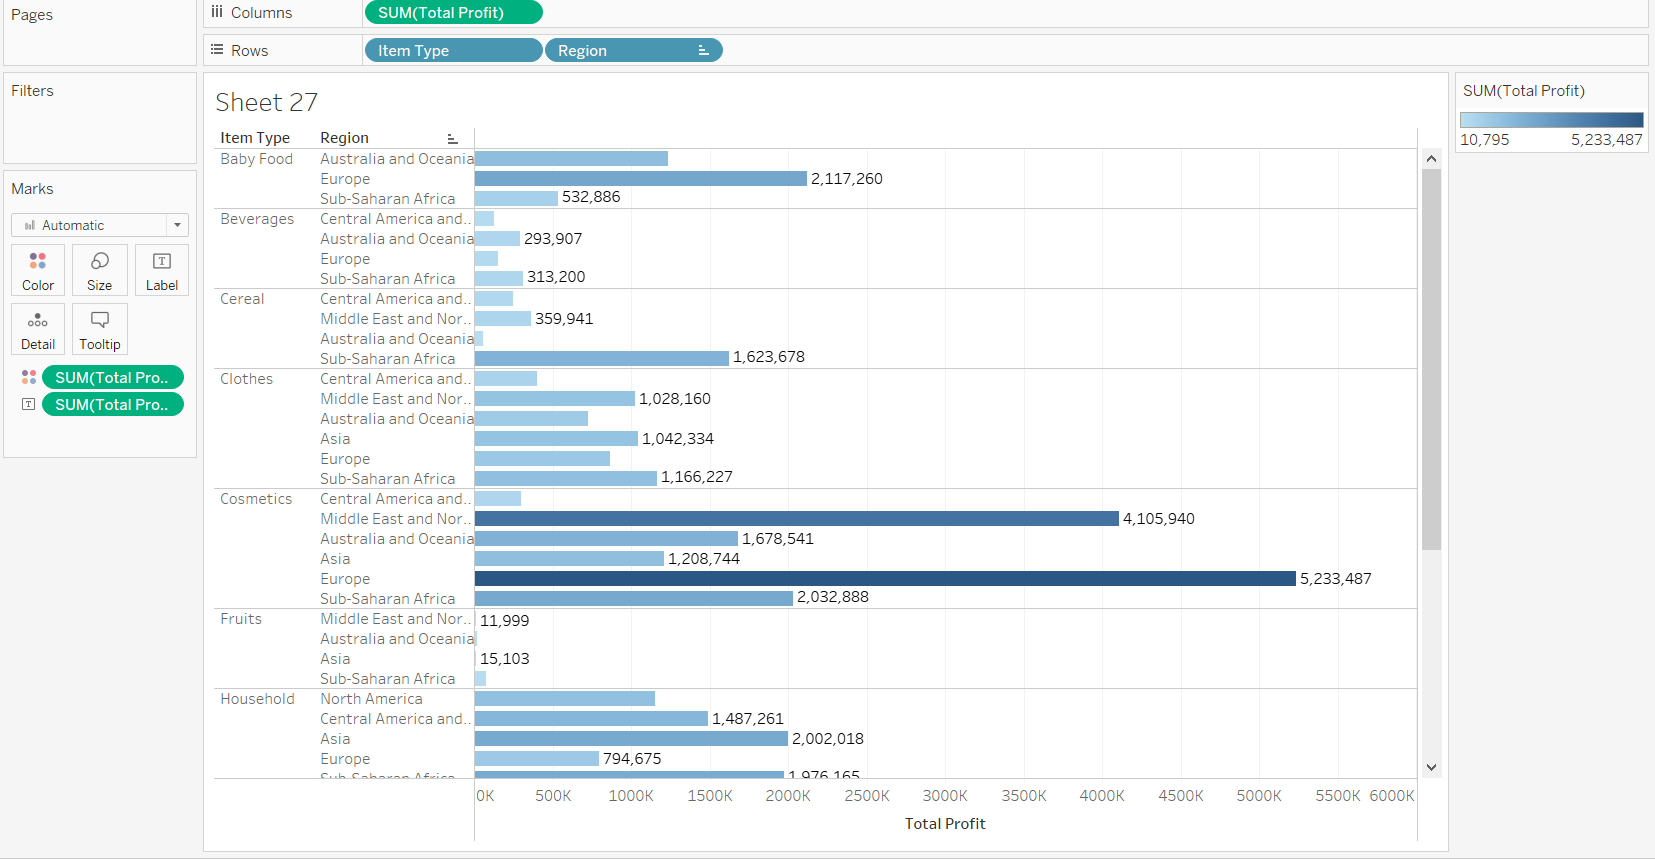 Pages
Columns
SUM(Total Profit)
Rows
Item Type
Region
Filters
Marks
Automatic
Color
Size
Label
Detail
Tooltip
SUM(Total Pro..
SUM(Total Pro..
Sheet 27
Item Type Region
Baby Food Australia and Oceania
Europe 2,117,260
Sub-Saharan Africa 532,886
Beverages Central America and..
Australia and Oceania 293,907
Europe
Sub-Saharan Africa 313,200
Cereal Central America and..
Middle East and Nor.. 359,941
Australia and Oceania
Sub-Saharan Africa 1,623,678
Clothes Central America and..
Middle East and Nor.. 1,028,160
Australia and Oceania
Asia 1,042,334
Europe
Sub-Saharan Africa 1,166,227
Cosmetics Central America and..
Middle East and Nor.. 4,105,940
Australia and Oceania 1,678,541
Asia 1,208,744
Europe 5,233,487
Sub-Saharan Africa 2,032,888
Fruits Middle East and Nor.. 11,999
Australia and Oceania
Asia 15,103
Sub-Saharan Africa
Household North America
Central America and.. 1,487,261
Asia 2,002,018
Europe 794,675
Sub-Saharan Africa 1,976,165
0K 500K 1000K 1500K 2000K 2500K 3000K 3500K 4000K 4500K 5000K 5500K 6000K
Total Profit
SUM(Total Profit)
10,795 5,233,487